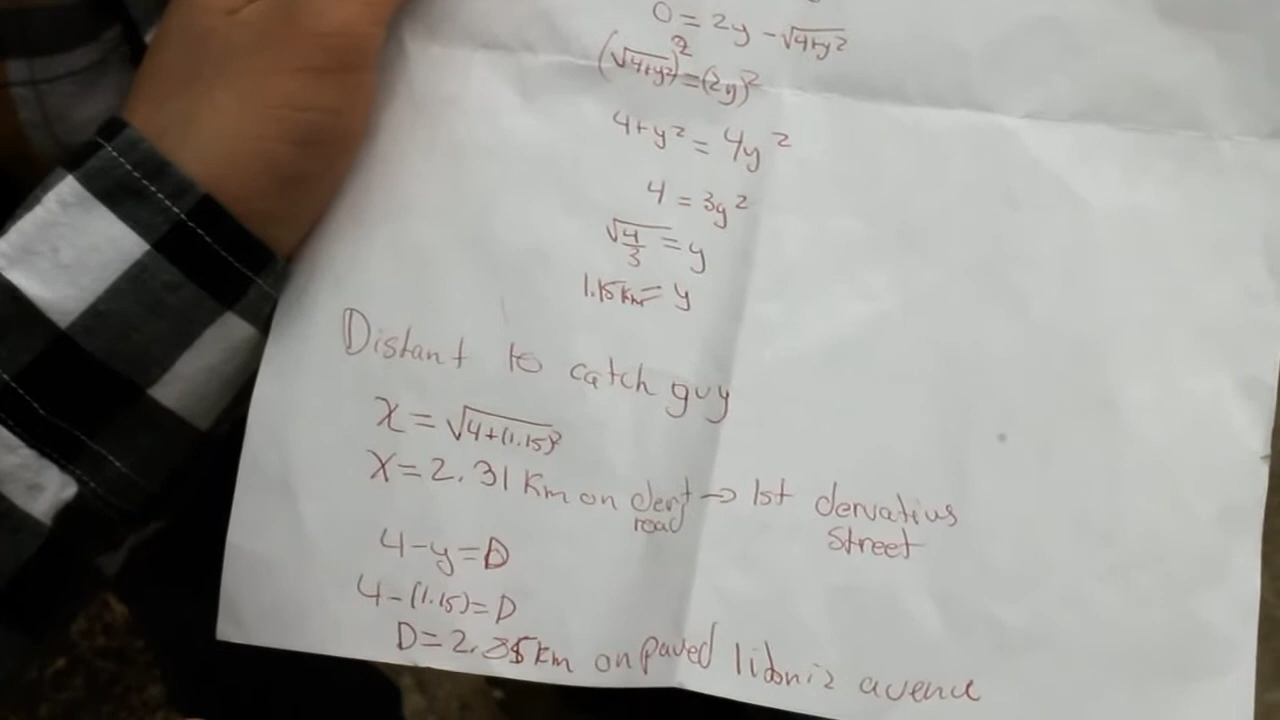 0 = 2y - √4+y²
(√4+y²)² = (2y)²
4+y² = 4y²
4 = 3y²
√4/3 = y
1.15km = y
Distant to catch guy
x = √4+(1.15)²
x = 2.31 Km on dert road → 1st dervatius street
4-y = D
4-(1.15) = D
D = 2.85km on paved libniz avenue